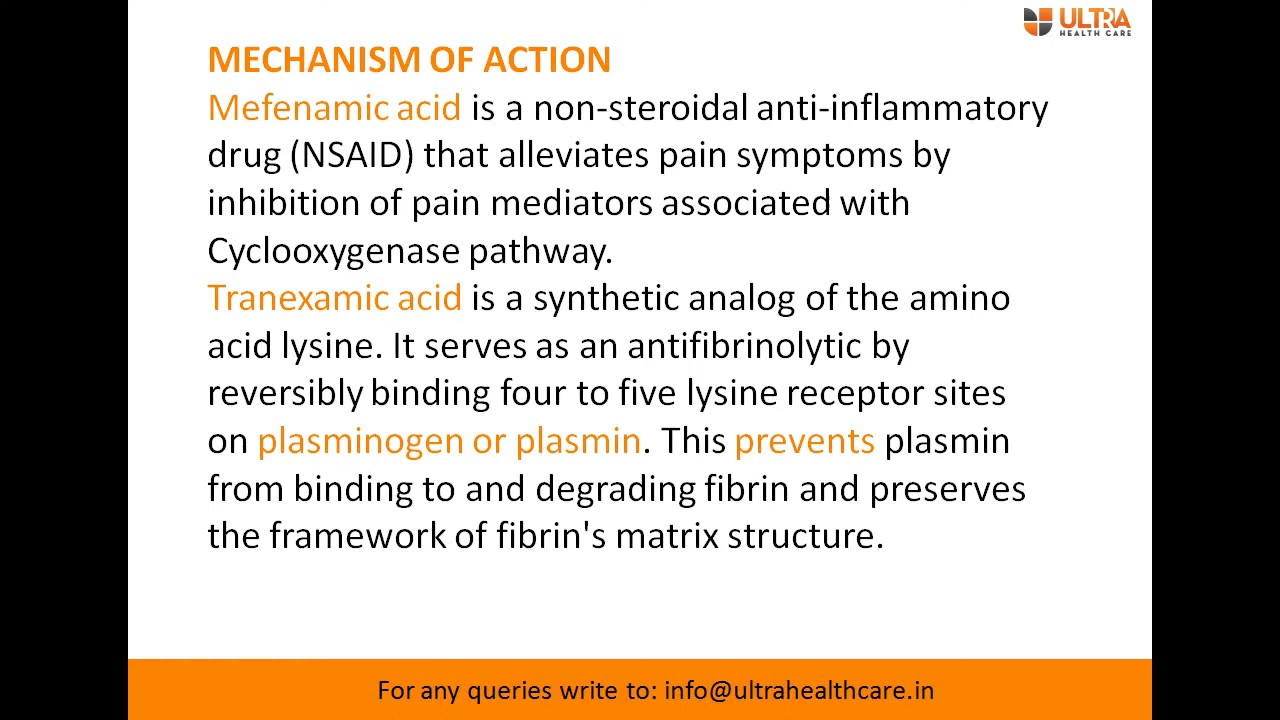 ULTRA
HEALTH CARE
MECHANISM OF ACTION
Mefenamic acid is a non-steroidal anti-inflammatory
drug (NSAID) that alleviates pain symptoms by
inhibition of pain mediators associated with
Cyclooxygenase pathway.
Tranexamic acid is a synthetic analog of the amino
acid lysine. It serves as an antifibrinolytic by
reversibly binding four to five lysine receptor sites
on plasminogen or plasmin. This prevents plasmin
from binding to and degrading fibrin and preserves
the framework of fibrin's matrix structure.
For any queries write to: info@ultrahealthcare.in